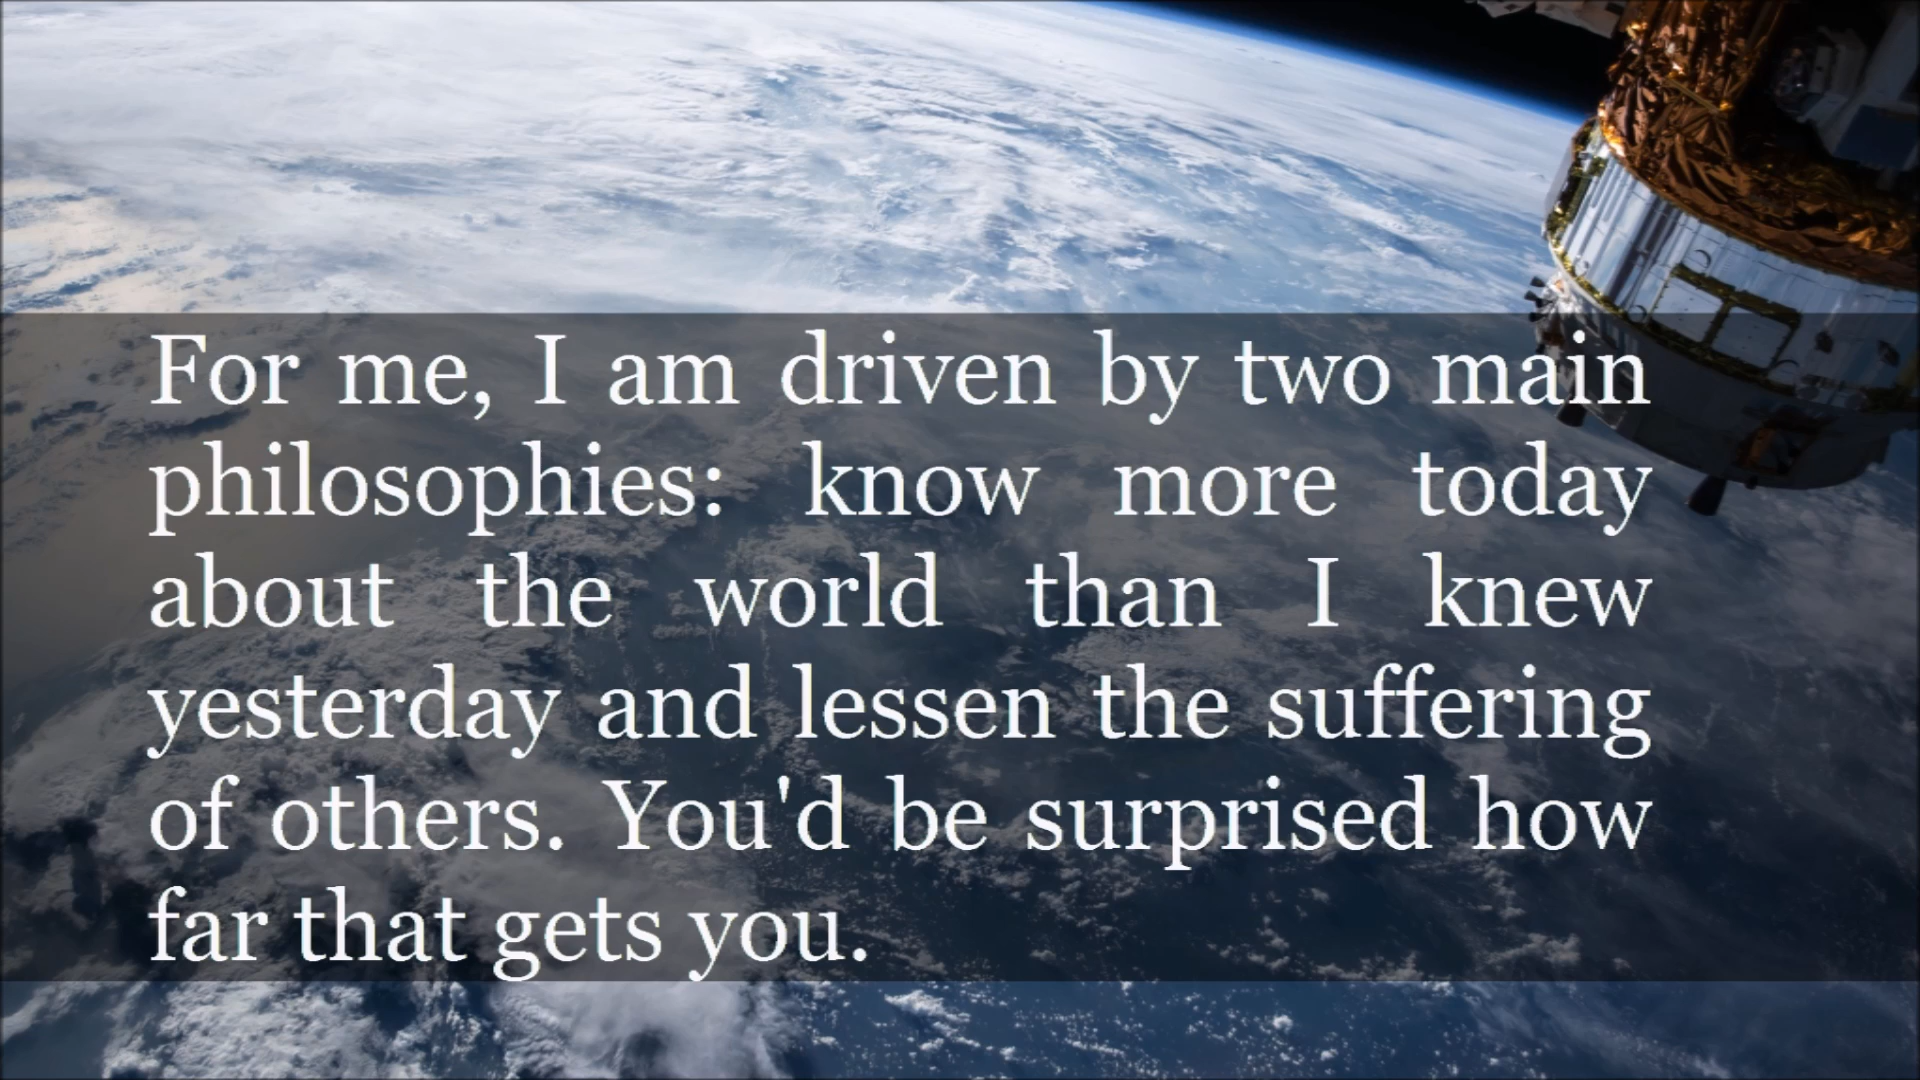 For me, I am driven by two main
philosophies: know more today
about the world than I knew
yesterday and lessen the suffering
of others. You'd be surprised how
far that gets you.